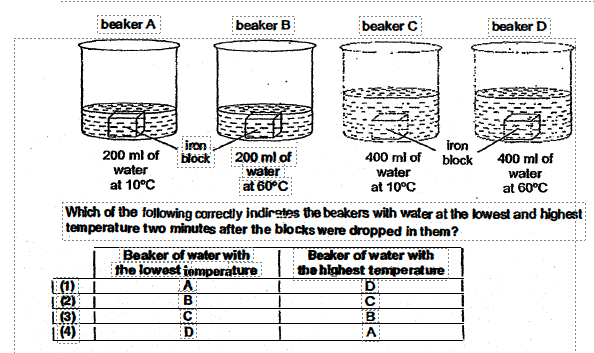 beaker A beaker B beaker C beaker D
iron block iron block
200 ml of water at 10°C
200 ml of water at 60°C
400 ml of water at 10°C
400 ml of water at 60°C
Which of the following correctly indicates the beakers with water at the lowest and highest
temperature two minutes after the blocks were dropped in them?
Beaker of water with the lowest temperature
Beaker of water with the highest temperature
(1) A D
(2) B C
(3) C B
(4) D A